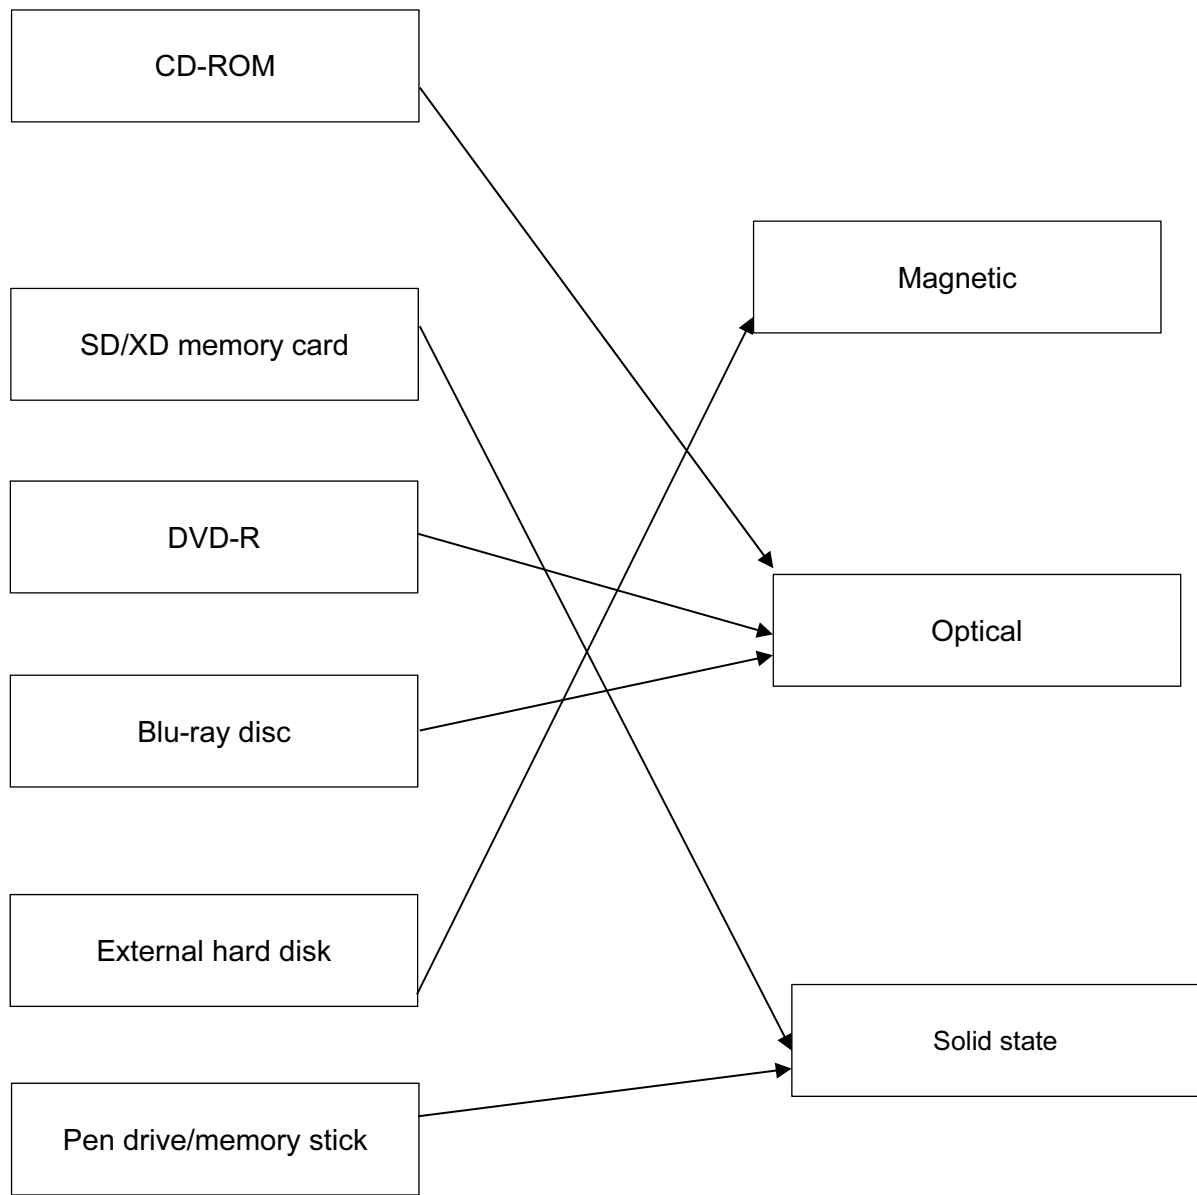 CD-ROM
Magnetic
SD/XD memory card
DVD-R
Optical
Blu-ray disc
External hard disk
Solid state
Pen drive/memory stick